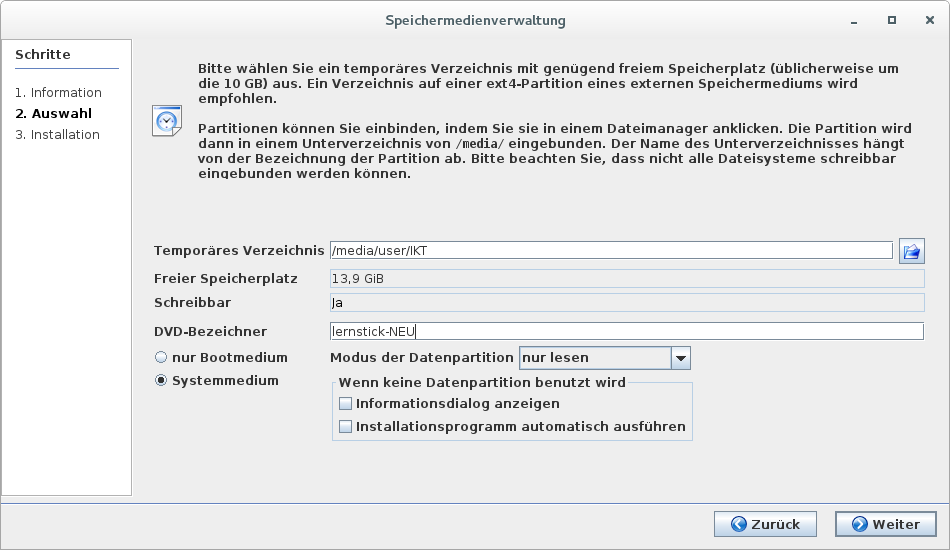 Speichermedienverwaltung
Schritte
1. Information
2. Auswahl
3. Installation
Bitte wählen Sie ein temporäres Verzeichnis mit genügend freiem Speicherplatz (üblicherweise um
die 10 GB) aus. Ein Verzeichnis auf einer ext4-Partition eines externen Speichermediums wird
empfohlen.
Partitionen können Sie einbinden, indem Sie sie in einem Dateimanager anklicken. Die Partition wird
dann in einem Unterverzeichnis von /media/ eingebunden. Der Name des Unterverzeichnisses hängt
von der Bezeichnung der Partition ab. Bitte beachten Sie, dass nicht alle Dateisysteme schreibbar
eingebunden werden können.
Temporäres Verzeichnis /media/user/IKT
Freier Speicherplatz 13,9 GiB
Schreibbar Ja
DVD-Bezeichner lernstick-NEU
nur Bootmedium Modus der Datenpartition nur lesen
Systemmedium Wenn keine Datenpartition benutzt wird
Informationsdialog anzeigen
Installationsprogramm automatisch ausführen
Zurück Weiter